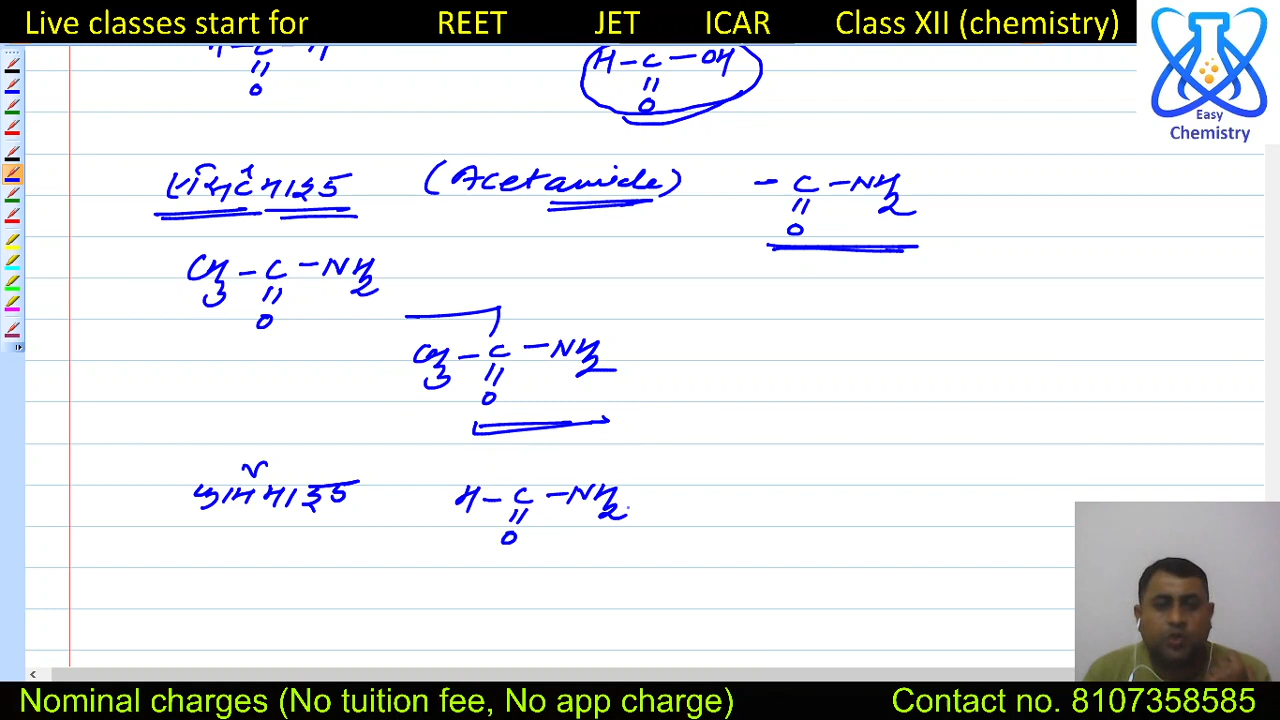 Live classes start for REET JET ICAR Class XII (chemistry)
Easy
Chemistry
H — C — H
||
O
H — C — OH
||
O
(Acetamide)
— C — NH2
||
O
CH3 — C — NH2
||
O
CH3 — C — NH2
||
O
H — C — NH2
||
O
Nominal charges (No tuition fee, No app charge) Contact no. 8107358585